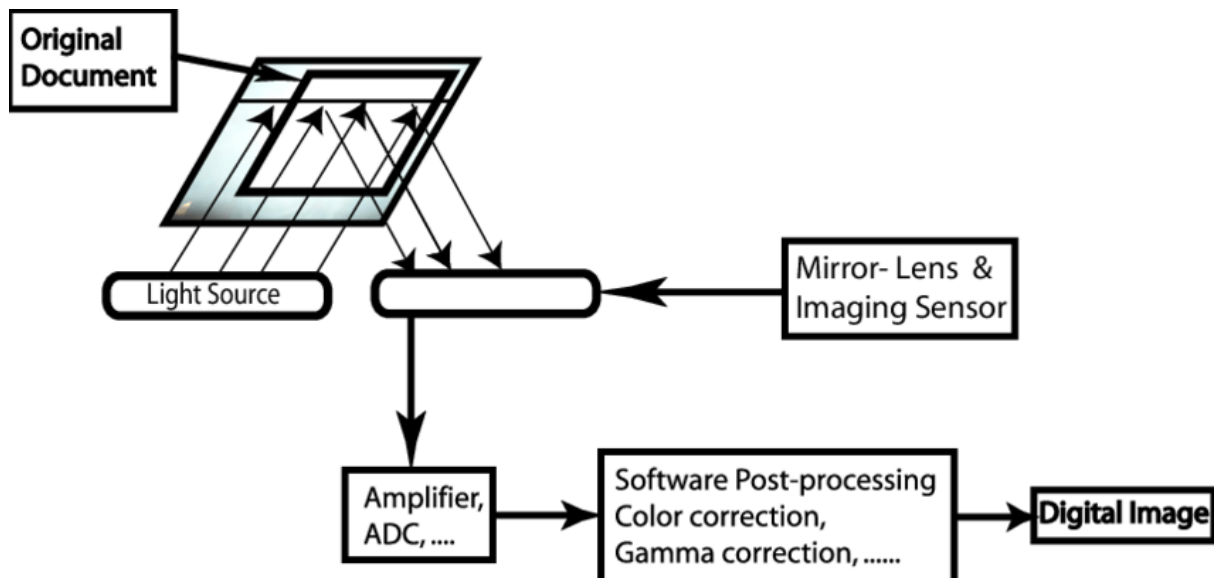 Original
Document
Light Source
Mirror- Lens &
Imaging Sensor
Amplifier,
ADC, ....
Software Post-processing
Color correction,
Gamma correction, ......
Digital Image